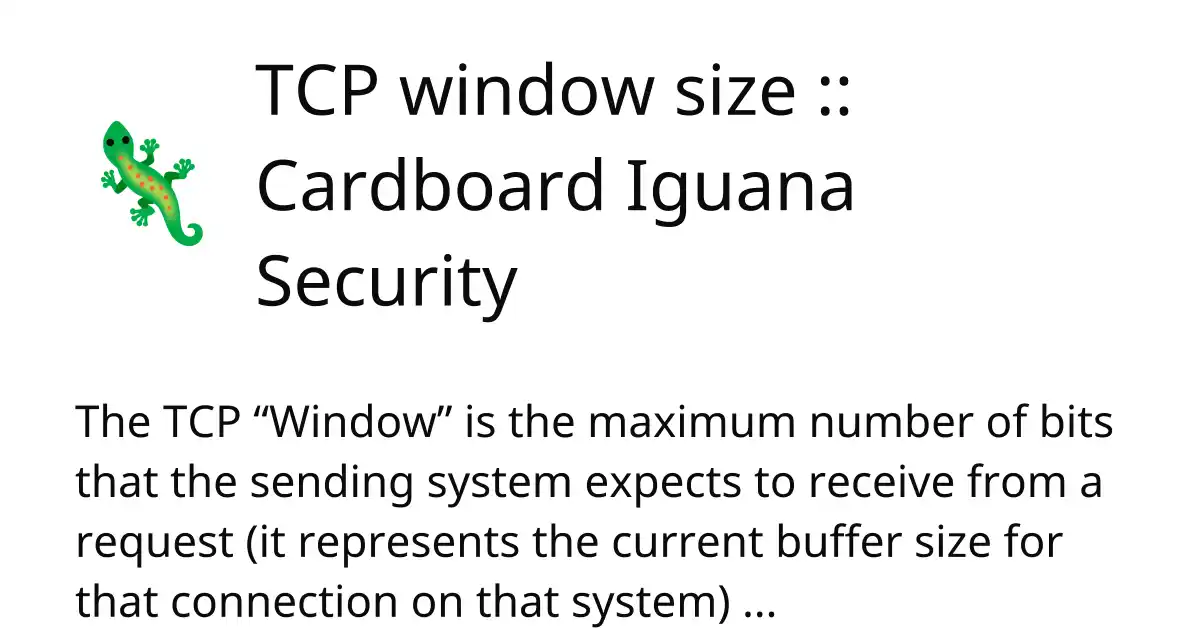 TCP window size ::
Cardboard Iguana
Security
The TCP “Window” is the maximum number of bits
that the sending system expects to receive from a
request (it represents the current buffer size for
that connection on that system) ...